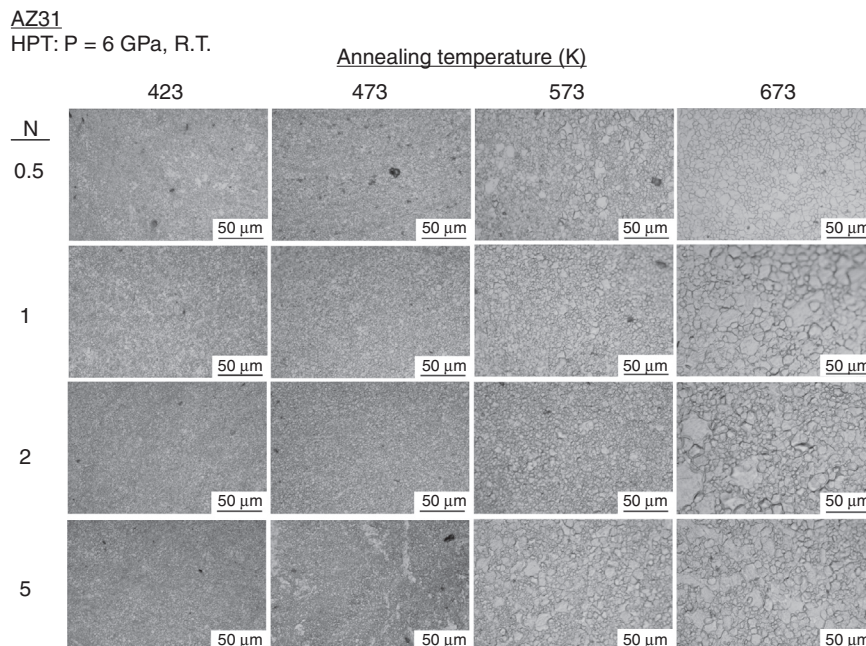 AZ31
HPT: P = 6 GPa, R.T.
Annealing temperature (K)
423 473 573 673
N
0.5
50 µm 50 µm 50 µm 50 µm
1
50 µm 50 µm 50 µm 50 µm
2
50 µm 50 µm 50 µm 50 µm
5
50 µm 50 µm 50 µm 50 µm